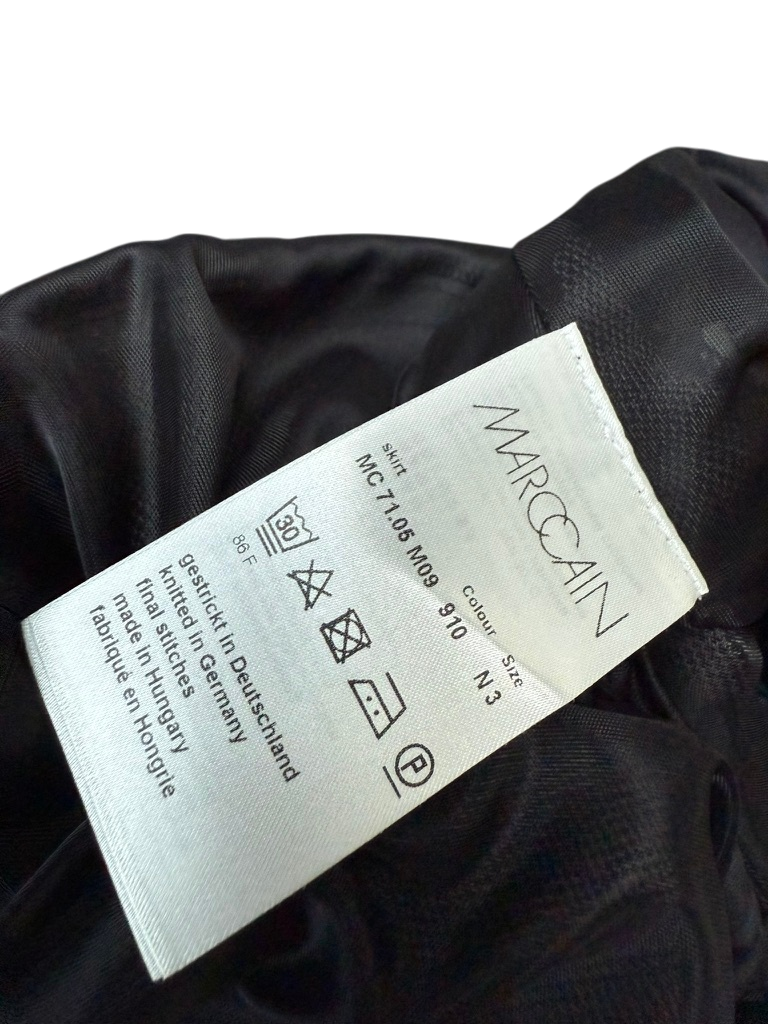 MARCCAIN
skirt
Colour Size
MC 71.05 M09 910 N 3
30
P
86 F
gestrickt in Deutschland
knitted in Germany
final stitches
made in Hungary
fabriqué en Hongrie